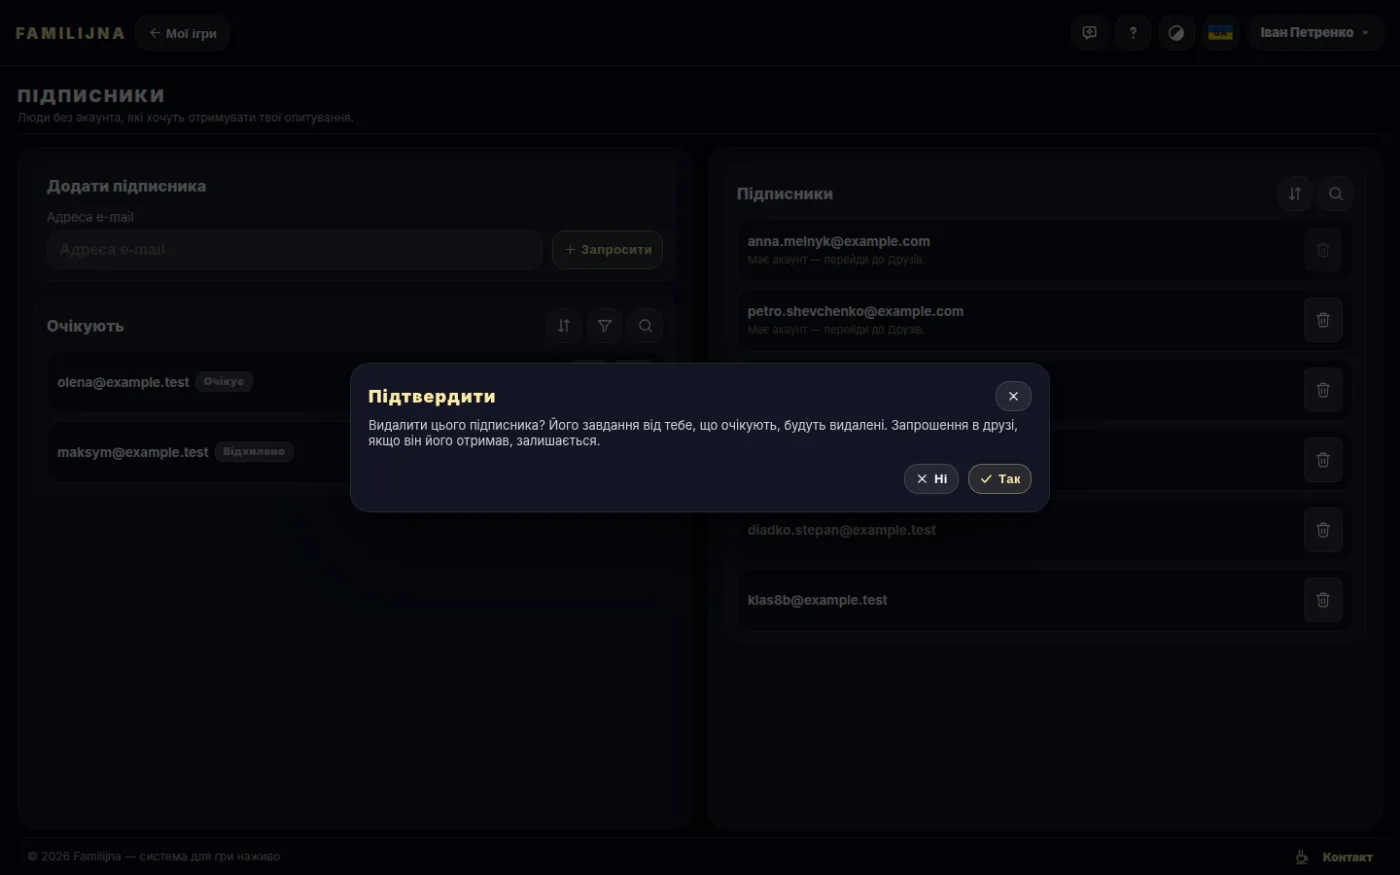 FAMILIJNA
← Мої ігри
?
Іван Петренко
ПІДПИСНИКИ
Люди без акаунта, які хочуть отримувати твої опитування.
Додати підписника
Адреса e-mail
Адреса e-mail
+ Запросити
Очікують
olena@example.test Очікує
maksym@example.test Відхилено
Підписники
anna.melnyk@example.com
Має акаунт — перейди до Друзів.
petro.shevchenko@example.com
Має акаунт — перейди до Друзів.
diadko.stepan@example.test
klas8b@example.test
Підтвердити
Видалити цього підписника? Його завдання від тебе, що очікують, будуть видалені. Запрошення в друзі,
якщо він його отримав, залишається.
Ні
Так
© 2026 Familijna — система для гри наживо
Контакт